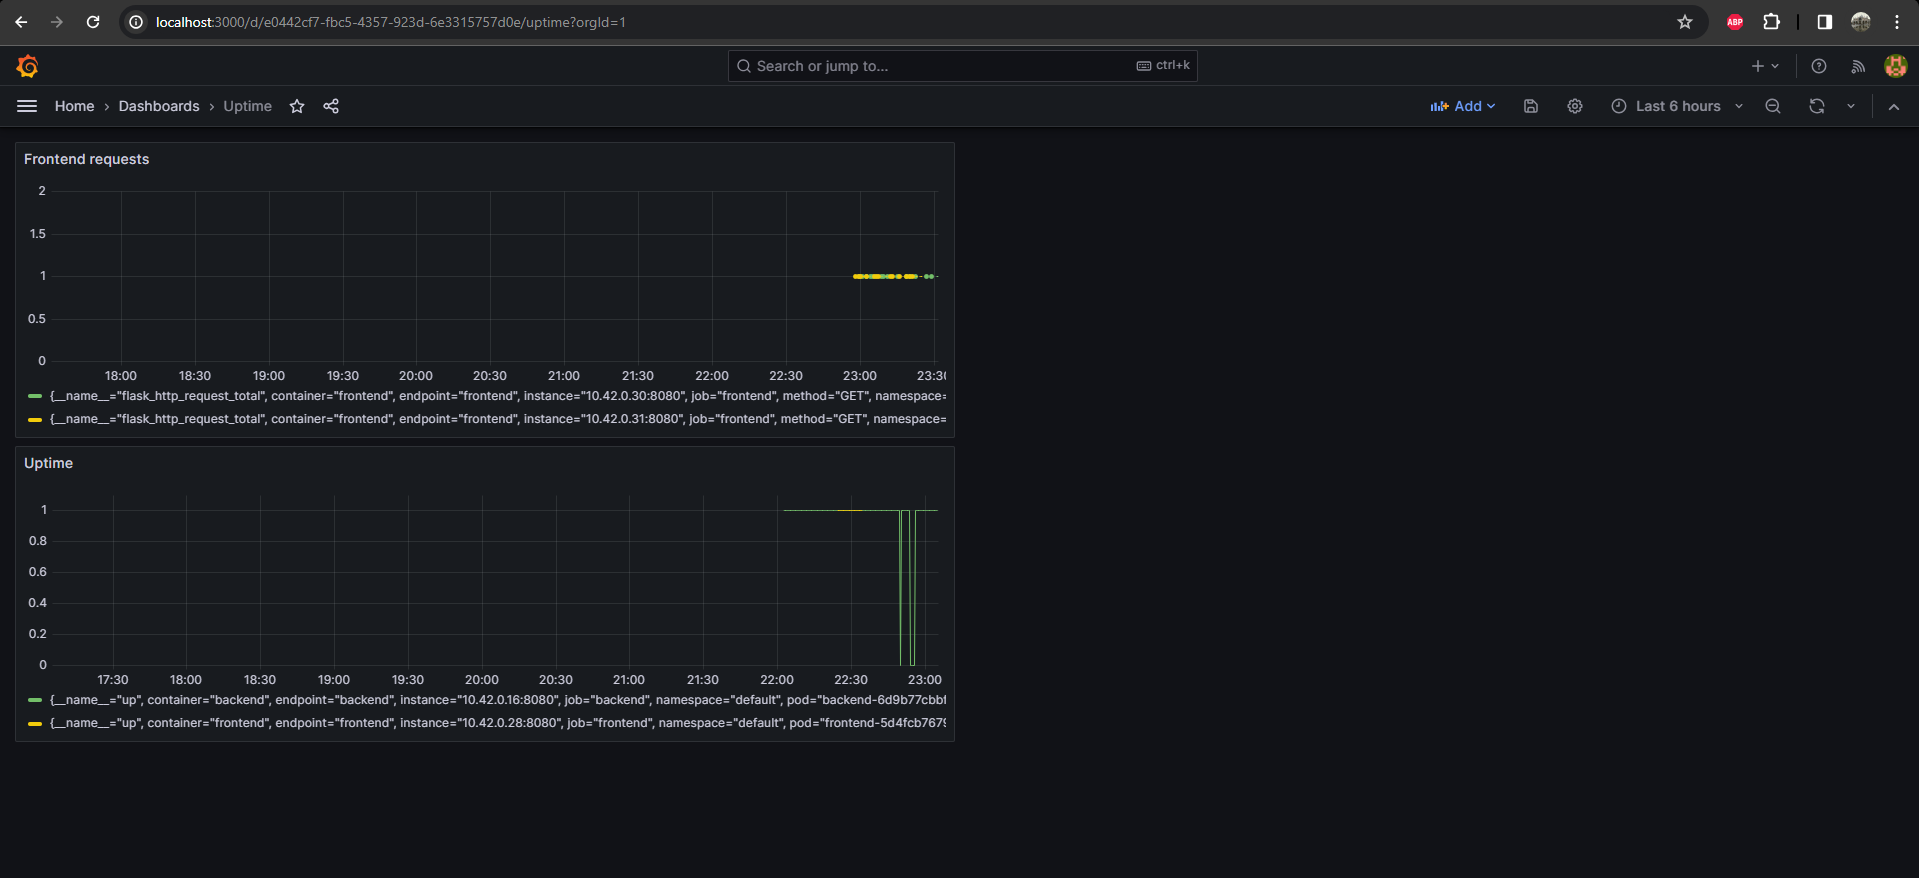 localhost:3000/d/e0442cf7-fbc5-4357-923d-6e3315757d0e/uptime?orgId=1
ABP
Search or jump to... ctrl+k
Home › Dashboards › Uptime Add Last 6 hours
Frontend requests
2
1.5
1
0.5
0
18:00 18:30 19:00 19:30 20:00 20:30 21:00 21:30 22:00 22:30 23:00 23:30
{__name__="flask_http_request_total", container="frontend", endpoint="frontend", instance="10.42.0.30:8080", job="frontend", method="GET", namespace=
{__name__="flask_http_request_total", container="frontend", endpoint="frontend", instance="10.42.0.31:8080", job="frontend", method="GET", namespace=
Uptime
1
0.8
0.6
0.4
0.2
0
17:30 18:00 18:30 19:00 19:30 20:00 20:30 21:00 21:30 22:00 22:30 23:00
{__name__="up", container="backend", endpoint="backend", instance="10.42.0.16:8080", job="backend", namespace="default", pod="backend-6d9b77cbbf
{__name__="up", container="frontend", endpoint="frontend", instance="10.42.0.28:8080", job="frontend", namespace="default", pod="frontend-5d4fcb7679